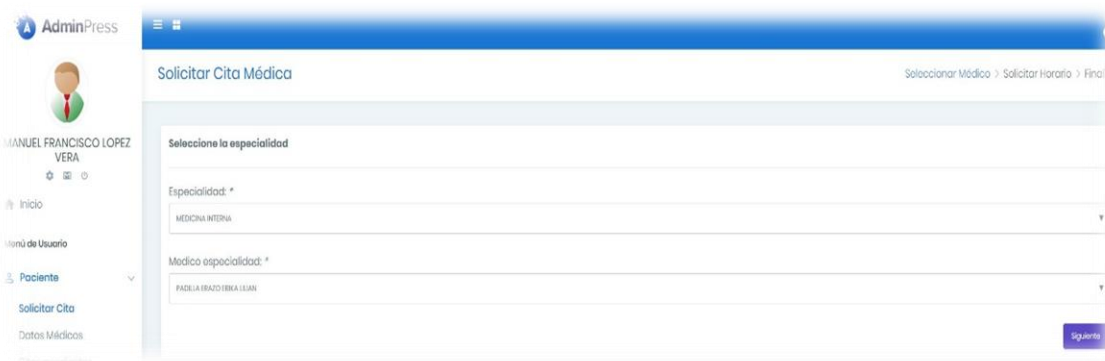 AdminPress
MANUEL FRANCISCO LOPEZ
VERA
Inicio
Menú de Usuario
Paciente
Solicitar Cita
Datos Médicos
Solicitar Cita Médica
Seleccionar Médico > Solicitar Horario > Final
Seleccione la especialidad
Especialidad: *
MEDICINA INTERNA
Medico especialidad: *
PADILLA ERAZO ERIKA LILIAN
Siguiente